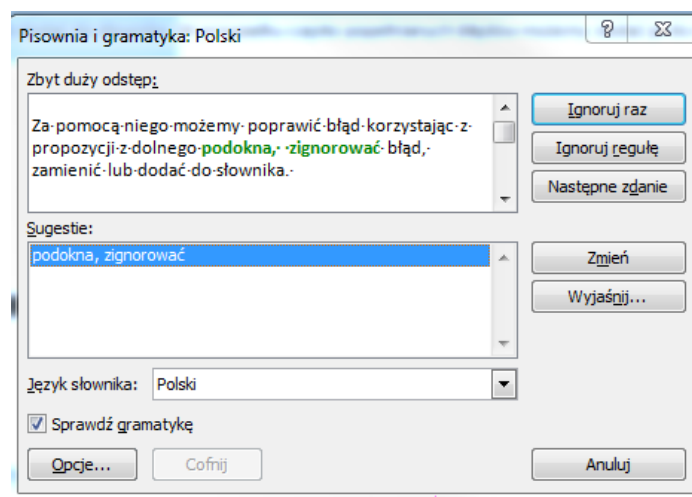 Pisownia i gramatyka: Polski
Zbyt duży odstęp:
Za·pomocą·niego·możemy· poprawić·błąd·korzystając·z·
propozycji·z·dolnego·podokna,· ·zignorować· błąd,·
zamienić·lub·dodać·do·słownika.·
Ignoruj raz
Ignoruj regułę
Następne zdanie
Sugestie:
podokna, zignorować
Zmień
Wyjaśnij...
Język słownika: Polski
Sprawdź gramatykę
Opcje... Cofnij Anuluj